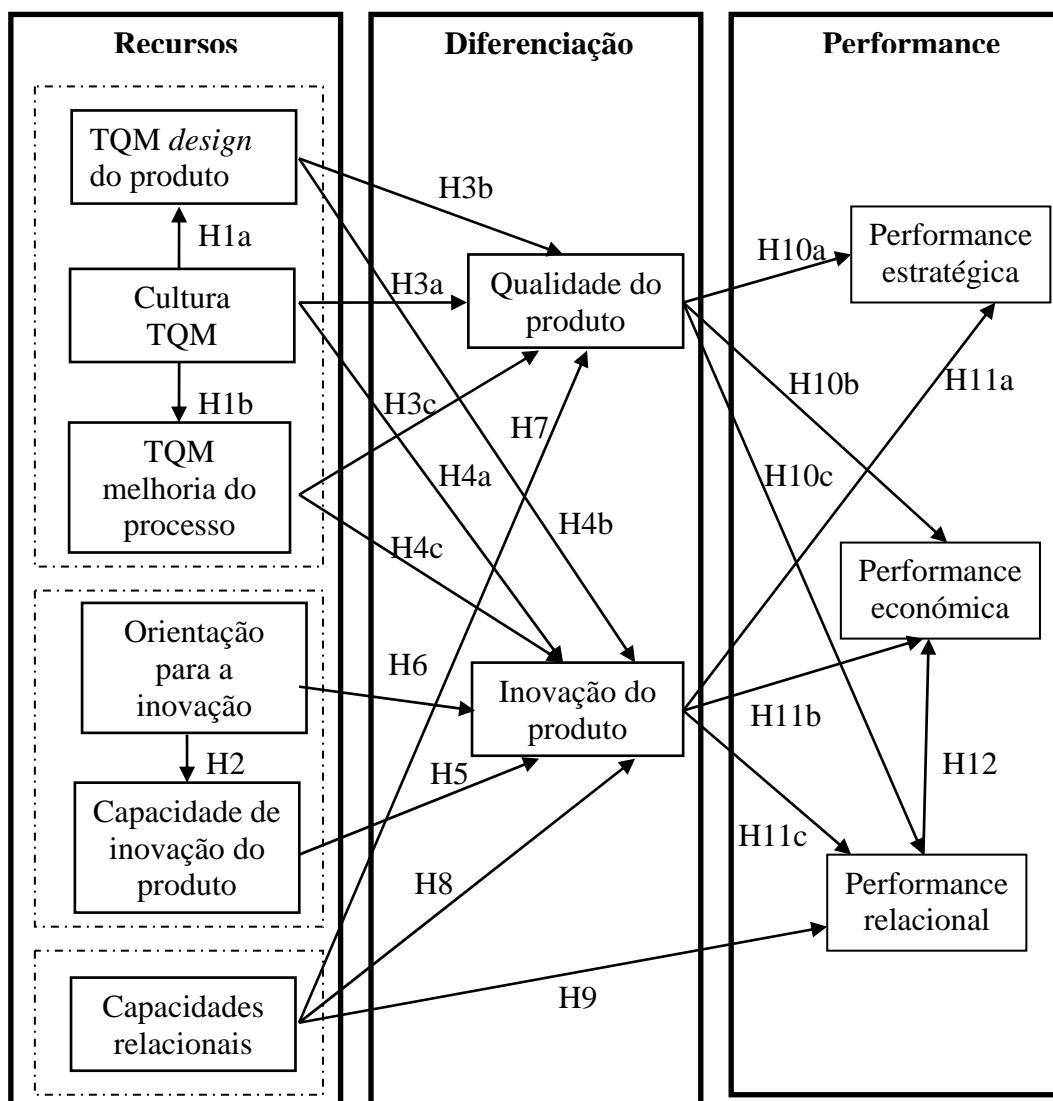 Recursos
TQM design
do produto
H1a
Cultura
TQM
H1b
TQM
melhoria do
processo
Orientação
para a
inovação
H2
Capacidade de
inovação do
produto
Capacidades
relacionais
Diferenciação
H3b
H3a
Qualidade do
produto
H3c
H7
H4a
H4b
H4c
H6
Inovação do
produto
H5
H8
H9
Performance
H10a
Performance
estratégica
H10b
H11a
H10c
Performance
económica
H11b
H12
H11c
Performance
relacional